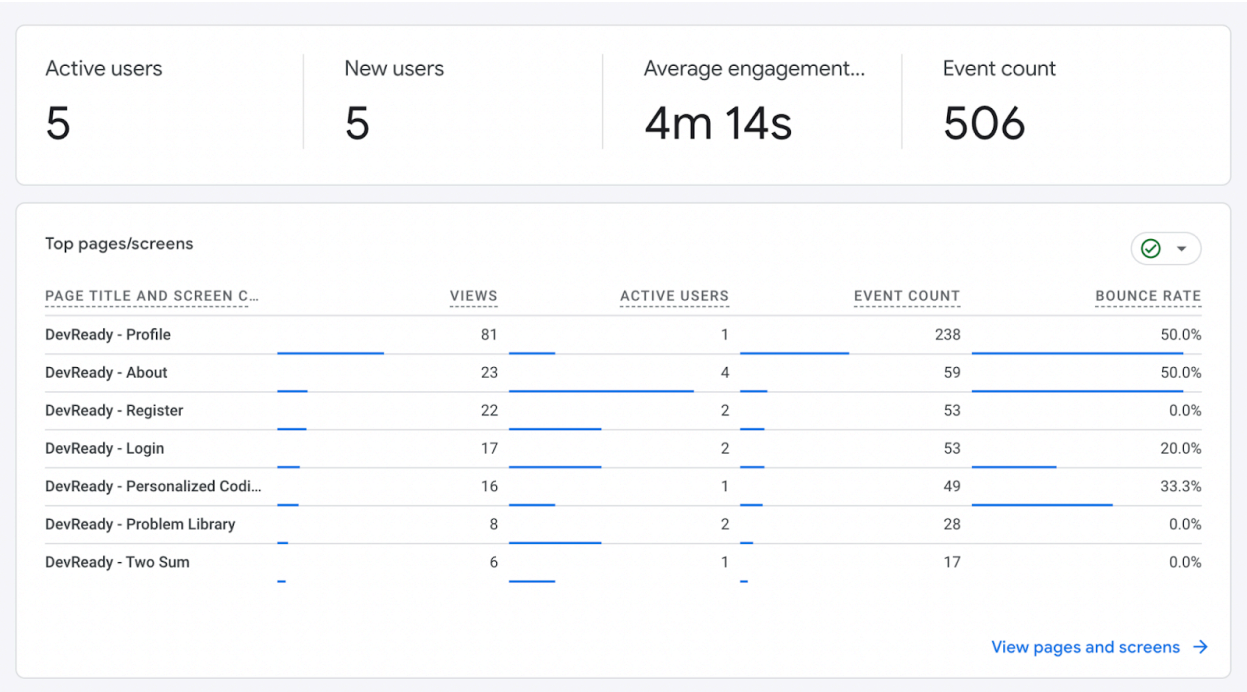 Active users
5
New users
5
Average engagement...
4m 14s
Event count
506
Top pages/screens
PAGE TITLE AND SCREEN C... VIEWS ACTIVE USERS EVENT COUNT BOUNCE RATE
DevReady - Profile 81 1 238 50.0%
DevReady - About 23 4 59 50.0%
DevReady - Register 22 2 53 0.0%
DevReady - Login 17 2 53 20.0%
DevReady - Personalized Codi... 16 1 49 33.3%
DevReady - Problem Library 8 2 28 0.0%
DevReady - Two Sum 6 1 17 0.0%
View pages and screens →